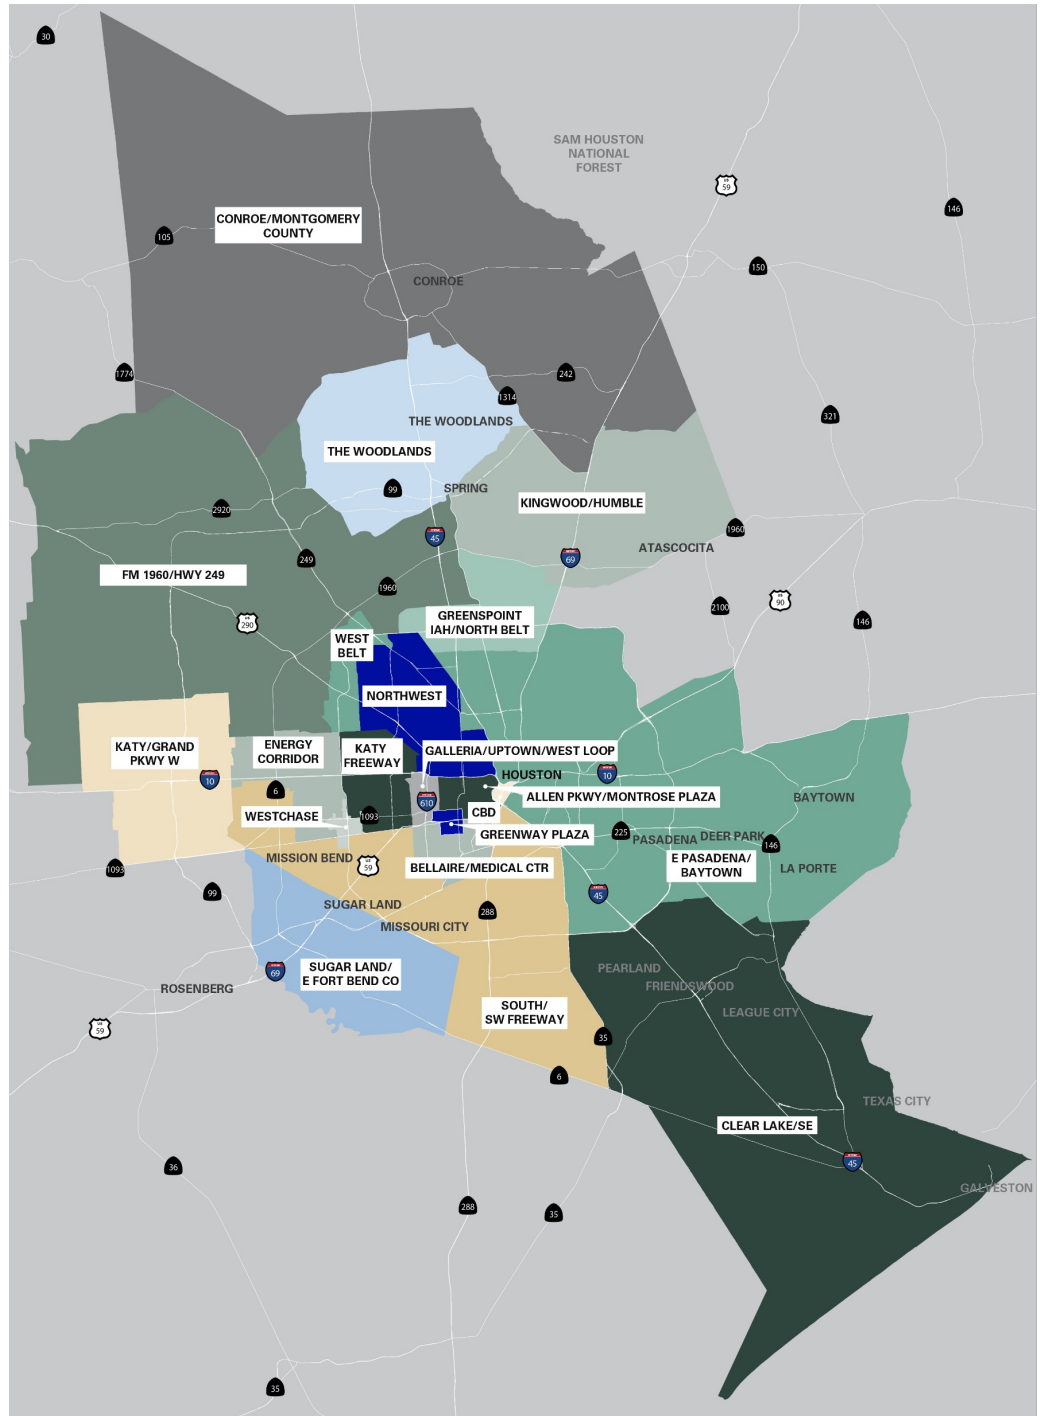 30
SAM HOUSTON
NATIONAL
FOREST
US
59
146
CONROE/MONTGOMERY
COUNTY
105
150
CONROE
1774
242
1314
321
THE WOODLANDS
THE WOODLANDS
99
SPRING
KINGWOOD/HUMBLE
2920
1960
45
ATASCOCITA
249
69
FM 1960/HWY 249
1960
2100
US
90
US
290
146
GREENSPOINT
IAH/NORTH BELT
WEST
BELT
NORTHWEST
KATY/GRAND
PKWY W
ENERGY
CORRIDOR
KATY
FREEWAY
GALLERIA/UPTOWN/WEST LOOP
10
HOUSTON
10
6
610
ALLEN PKWY/MONTROSE PLAZA
BAYTOWN
WESTCHASE
1093
CBD
GREENWAY PLAZA
225
PASADENA
DEER PARK
146
MISSION BEND
US
59
BELLAIRE/MEDICAL CTR
E PASADENA/
BAYTOWN
LA PORTE
1093
99
45
SUGAR LAND
288
MISSOURI CITY
69
SUGAR LAND/
E FORT BEND CO
PEARLAND
FRIENDSWOOD
ROSENBERG
SOUTH/
SW FREEWAY
LEAGUE CITY
US
59
35
6
TEXAS CITY
CLEAR LAKE/SE
45
36
GALVESTON
288
35
35